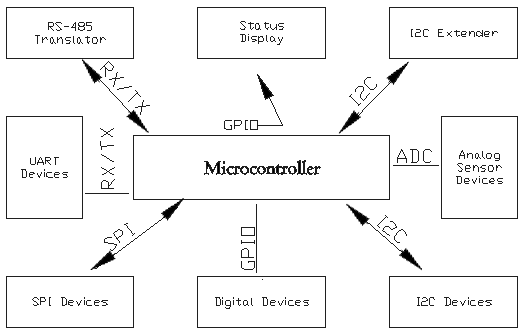 RS-485
Translator
Status
Display
I2C Extender
RX/TX
GPIO
I2C
UART
Devices
RX/TX
Microcontroller
ADC
Analog
Sensor
Devices
SPI
GPIO
I2C
SPI Devices
Digital Devices
I2C Devices